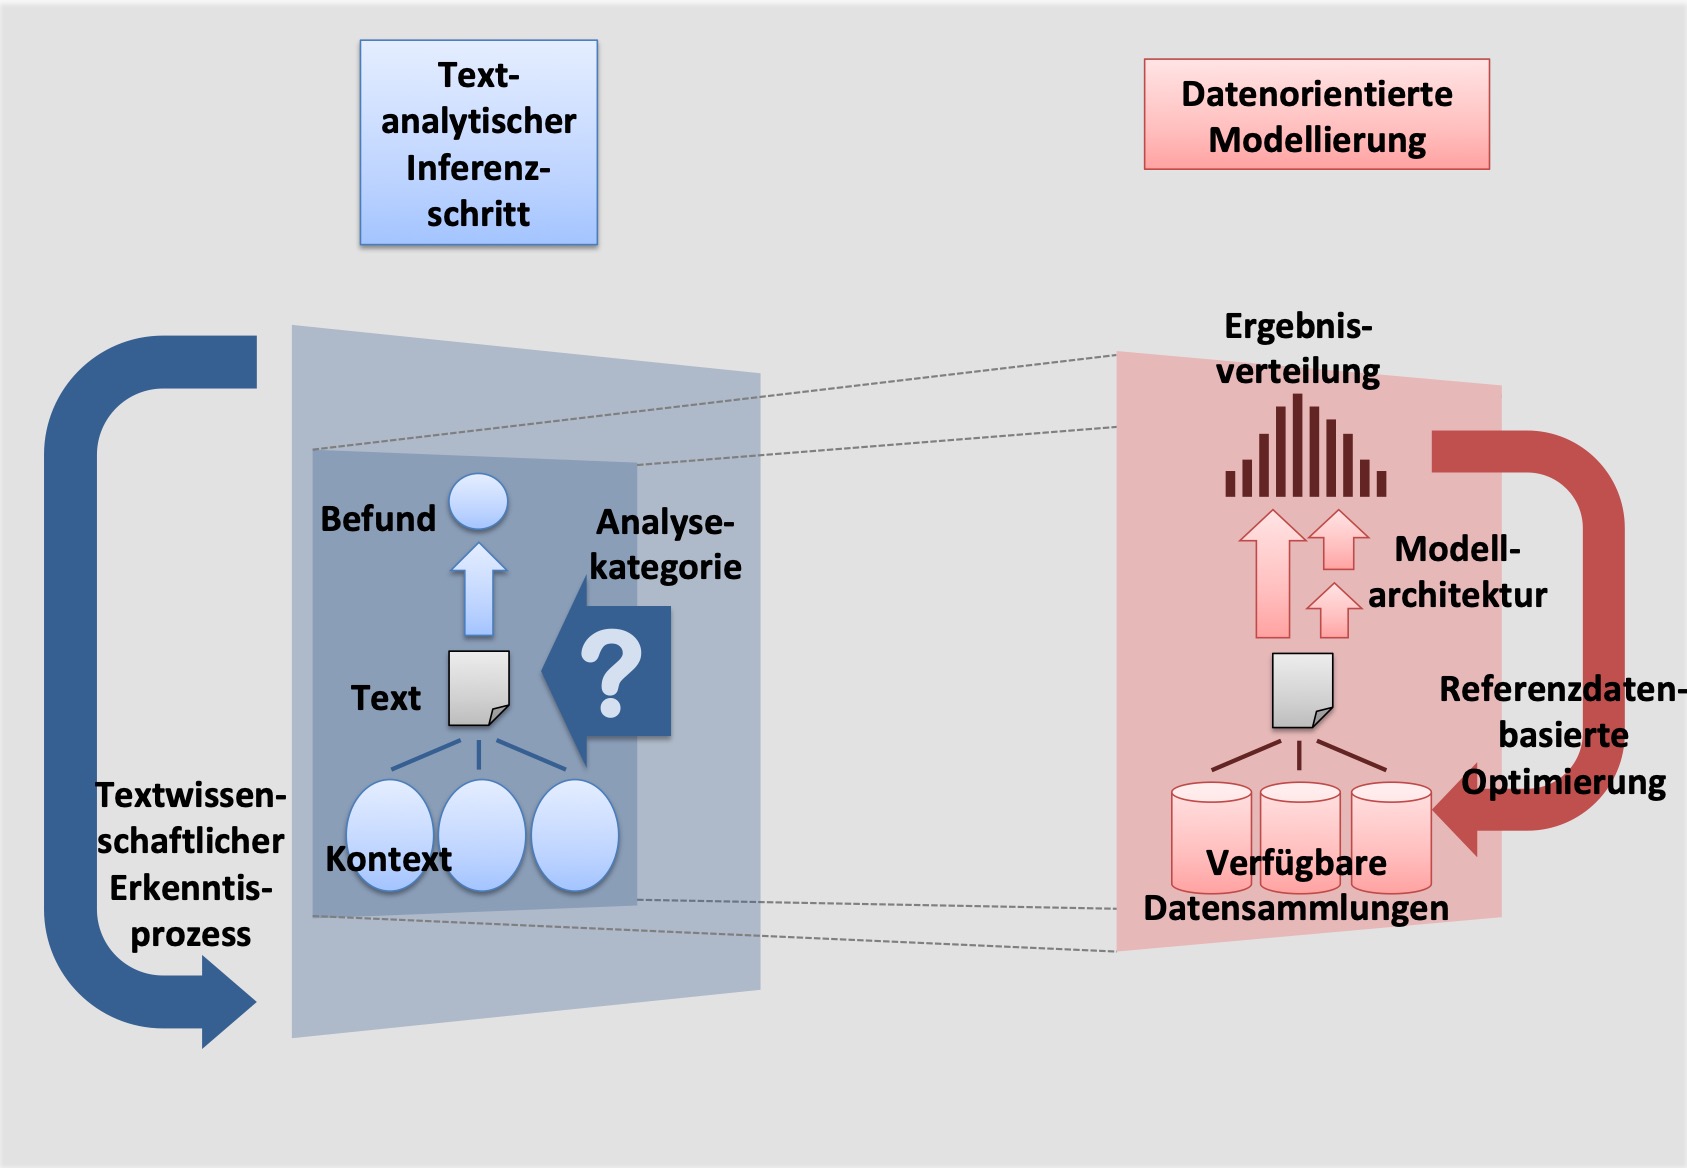 Text-
analytischer
Inferenz-
schritt
Datenorientierte
Modellierung
Ergebnis-
verteilung
Befund
Analyse-
kategorie
?
Text
Kontext
Textwissen-
schaftlicher
Erkenntis-
prozess
Modell-
architektur
Referenzdaten-
basierte
Optimierung
Verfügbare
Datensammlungen